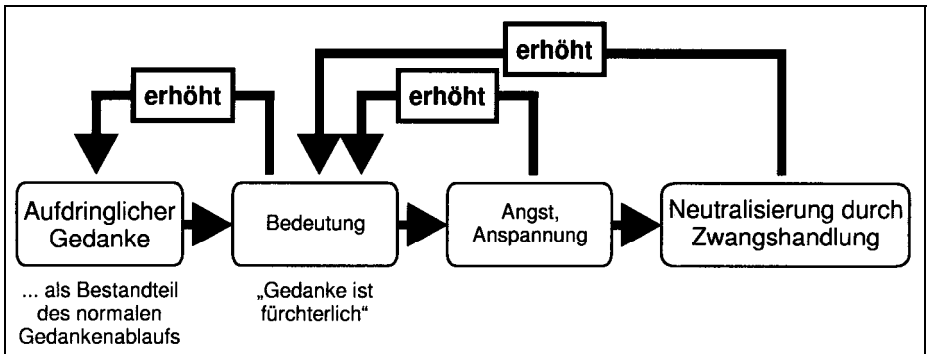 erhöht
erhöht
erhöht
Aufdringlicher
Gedanke
Bedeutung
Angst,
Anspannung
Neutralisierung durch
Zwangshandlung
... als Bestandteil
des normalen
Gedankenablaufs
„Gedanke ist
fürchterlich“